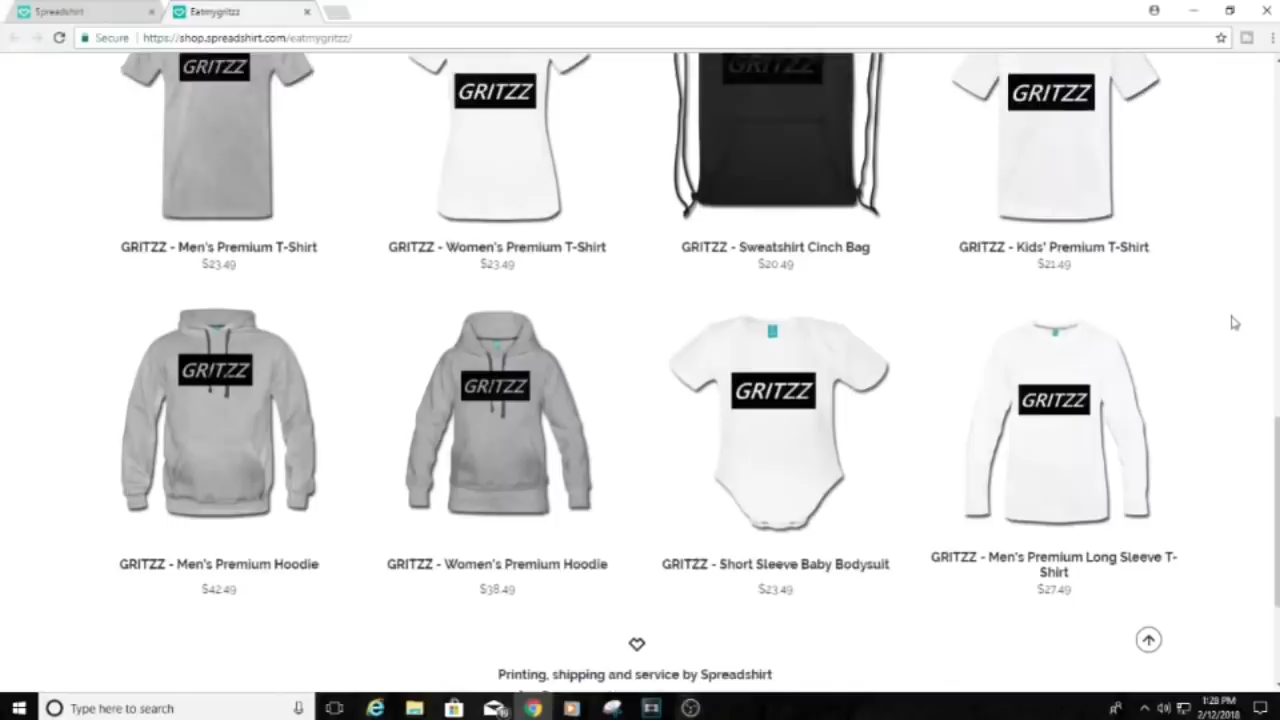 Spreadshirt
Eatmygritzz
Secure
https://shop.spreadshirt.com/eatmygritzz/
GRITZZ
GRITZZ
GRITZZ
GRITZZ
GRITZZ - Men's Premium T-Shirt
$23.49
GRITZZ - Women's Premium T-Shirt
$23.49
GRITZZ - Sweatshirt Cinch Bag
$20.49
GRITZZ - Kids' Premium T-Shirt
$21.49
GRITZZ
GRITZZ
GRITZZ
GRITZZ
GRITZZ - Men's Premium Hoodie
$42.49
GRITZZ - Women's Premium Hoodie
$38.49
GRITZZ - Short Sleeve Baby Bodysuit
$23.49
GRITZZ - Men's Premium Long Sleeve T-
Shirt
$27.49
Printing, shipping and service by Spreadshirt
Type here to search
1:28 PM
2/12/2018